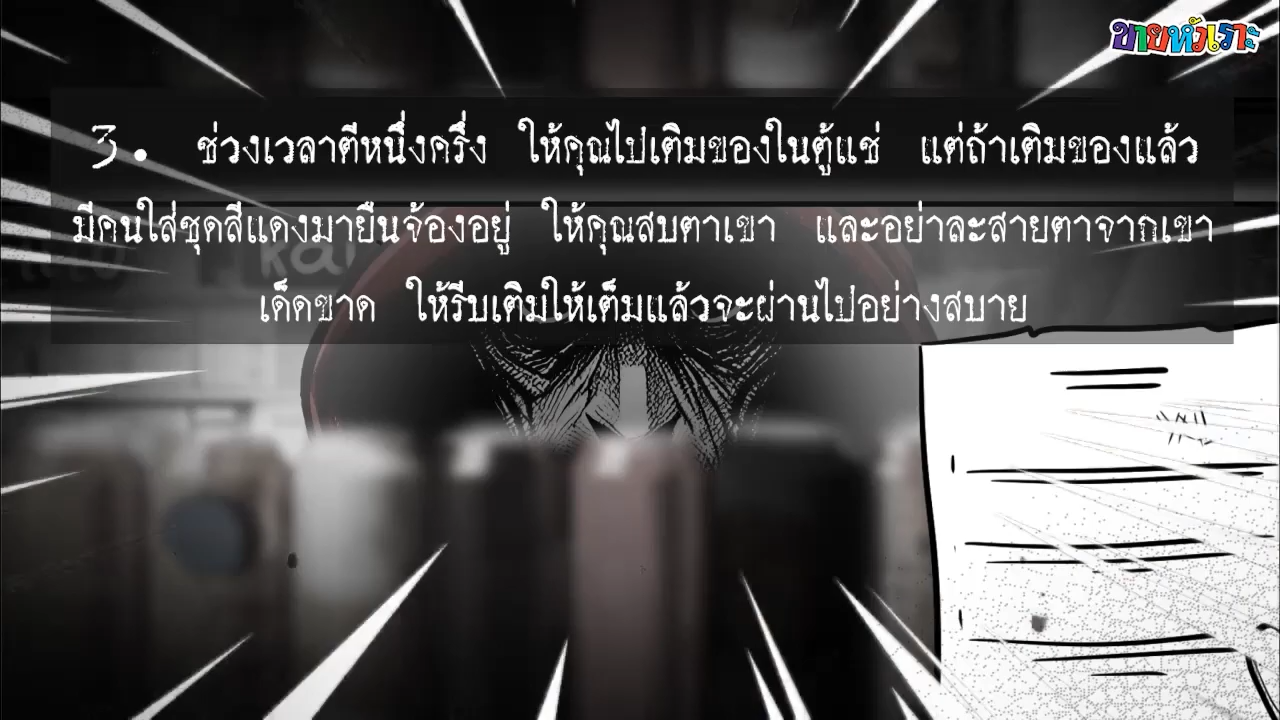 ขายหัวเราะ
3. ช่วงเวลาตีหนึ่งครึ่ง ให้คุณไปเติมของในตู้แช่ แต่ถ้าเติมของแล้ว
มีคนใส่ชุดสีแดงมายืนจ้องอยู่ ให้คุณสบตาเขา และอย่าละสายตาจากเขา
เด็ดขาด ให้รีบเติมให้เต็มแล้วจะผ่านไปอย่างสบาย